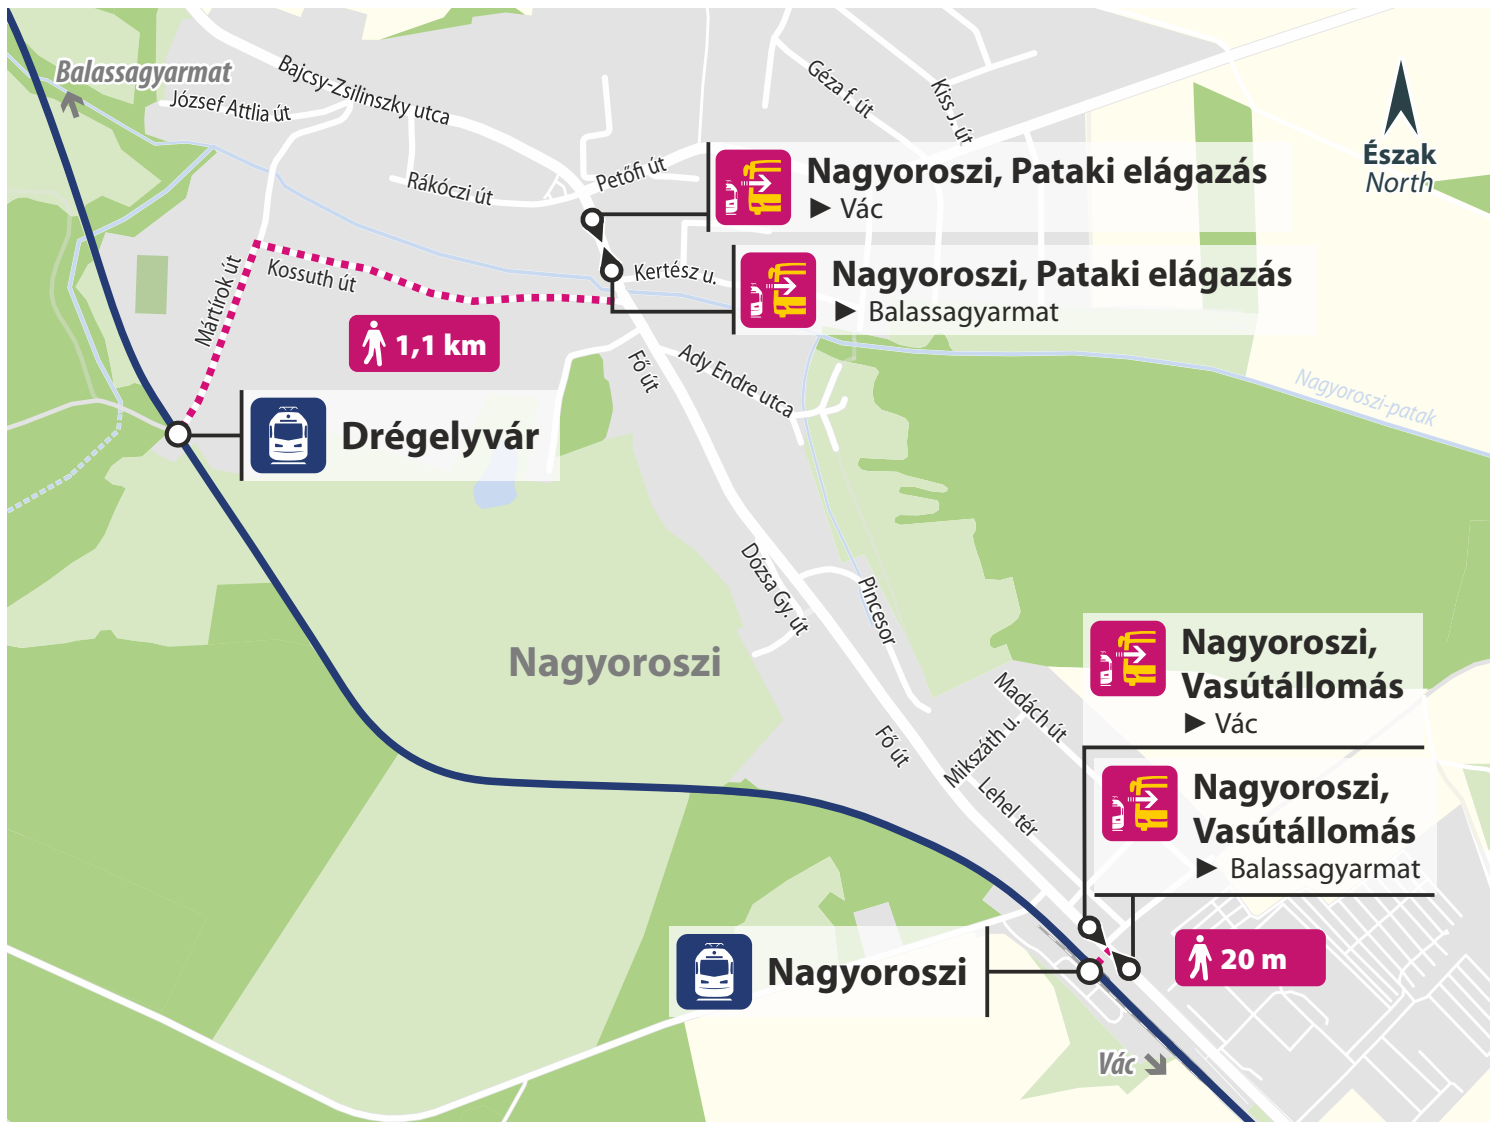 Balassagyarmat
József Attlia út
Bajcsy-Zsilinszky utca
Géza f. út
Kiss J. út
Észak
North
Rákóczi út
Petőfi út
Nagyoroszi, Pataki elágazás
▶ Vác
Kertész u.
Nagyoroszi, Pataki elágazás
▶ Balassagyarmat
Mártírok út
Kossuth út
1,1 km
Fő út
Ady Endre utca
Nagyoroszi-patak
Drégelyvár
Dózsa Gy. út
Pincesor
Nagyoroszi
Nagyoroszi,
Vasútállomás
▶ Vác
Madách út
Mikszáth u.
Fő út
Lehel tér
Nagyoroszi,
Vasútállomás
▶ Balassagyarmat
Nagyoroszi
20 m
Vác